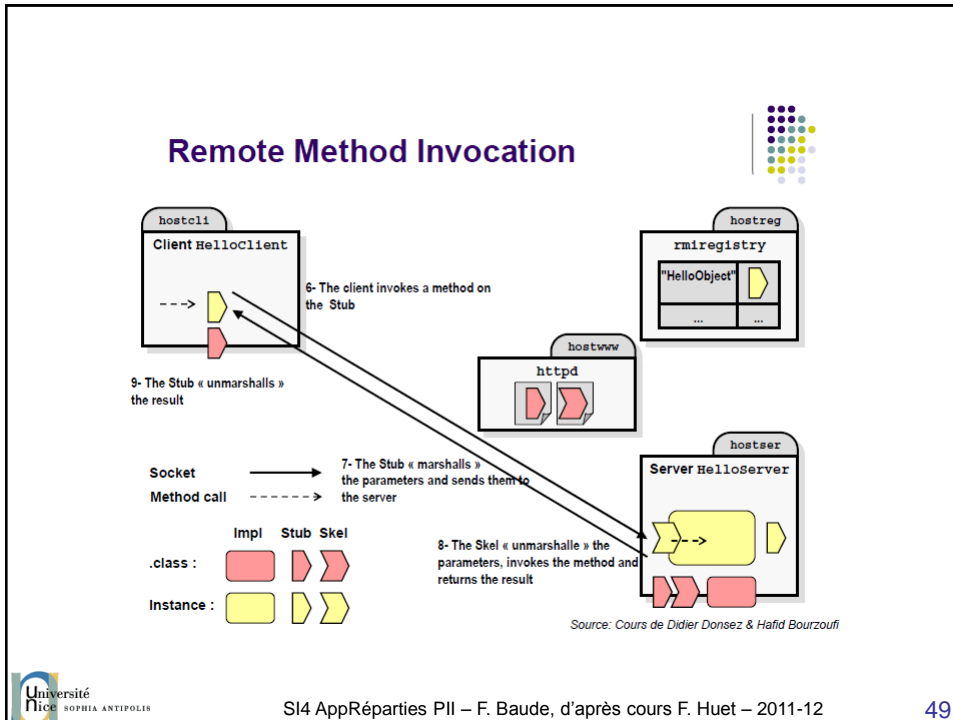 Remote Method Invocation
hostcli
Client HelloClient
6- The client invokes a method on
the Stub
9- The Stub « unmarshalls »
the result
hostreg
rmiregistry
"HelloObject"
... ...
hostwww
httpd
hostser
Server HelloServer
Socket
Method call
7- The Stub « marshalls »
the parameters and sends them to
the server
8- The Skel « unmarshalle » the
parameters, invokes the method and
returns the result
Impl Stub Skel
.class :
Instance :
Source: Cours de Didier Donsez & Hafid Bourzoufi
Université
Nice SOPHIA ANTIPOLIS
SI4 AppRéparties PII – F. Baude, d'après cours F. Huet – 2011-12
49